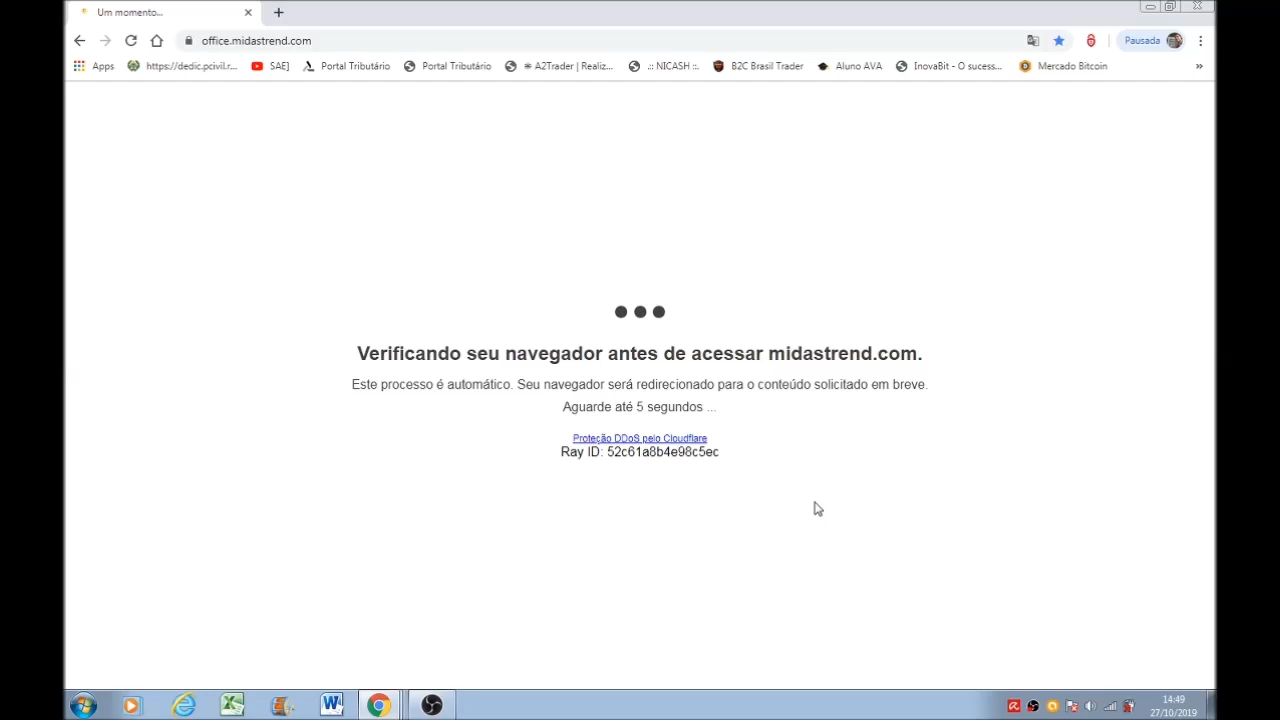 Um momento...
office.midastrend.com
Pausada
Apps
https://dedic.pcivil.r...
SAEJ
Portal Tributário
Portal Tributário
A2Trader | Realiz...
.:: NICASH ::.
B2C Brasil Trader
Aluno AVA
InovaBit - O sucess...
Mercado Bitcoin
»
Verificando seu navegador antes de acessar midastrend.com.
Este processo é automático. Seu navegador será redirecionado para o conteúdo solicitado em breve.
Aguarde até 5 segundos ...
Proteção DDoS pelo Cloudflare
Ray ID: 52c61a8b4e98c5ec
14:49
27/10/2019